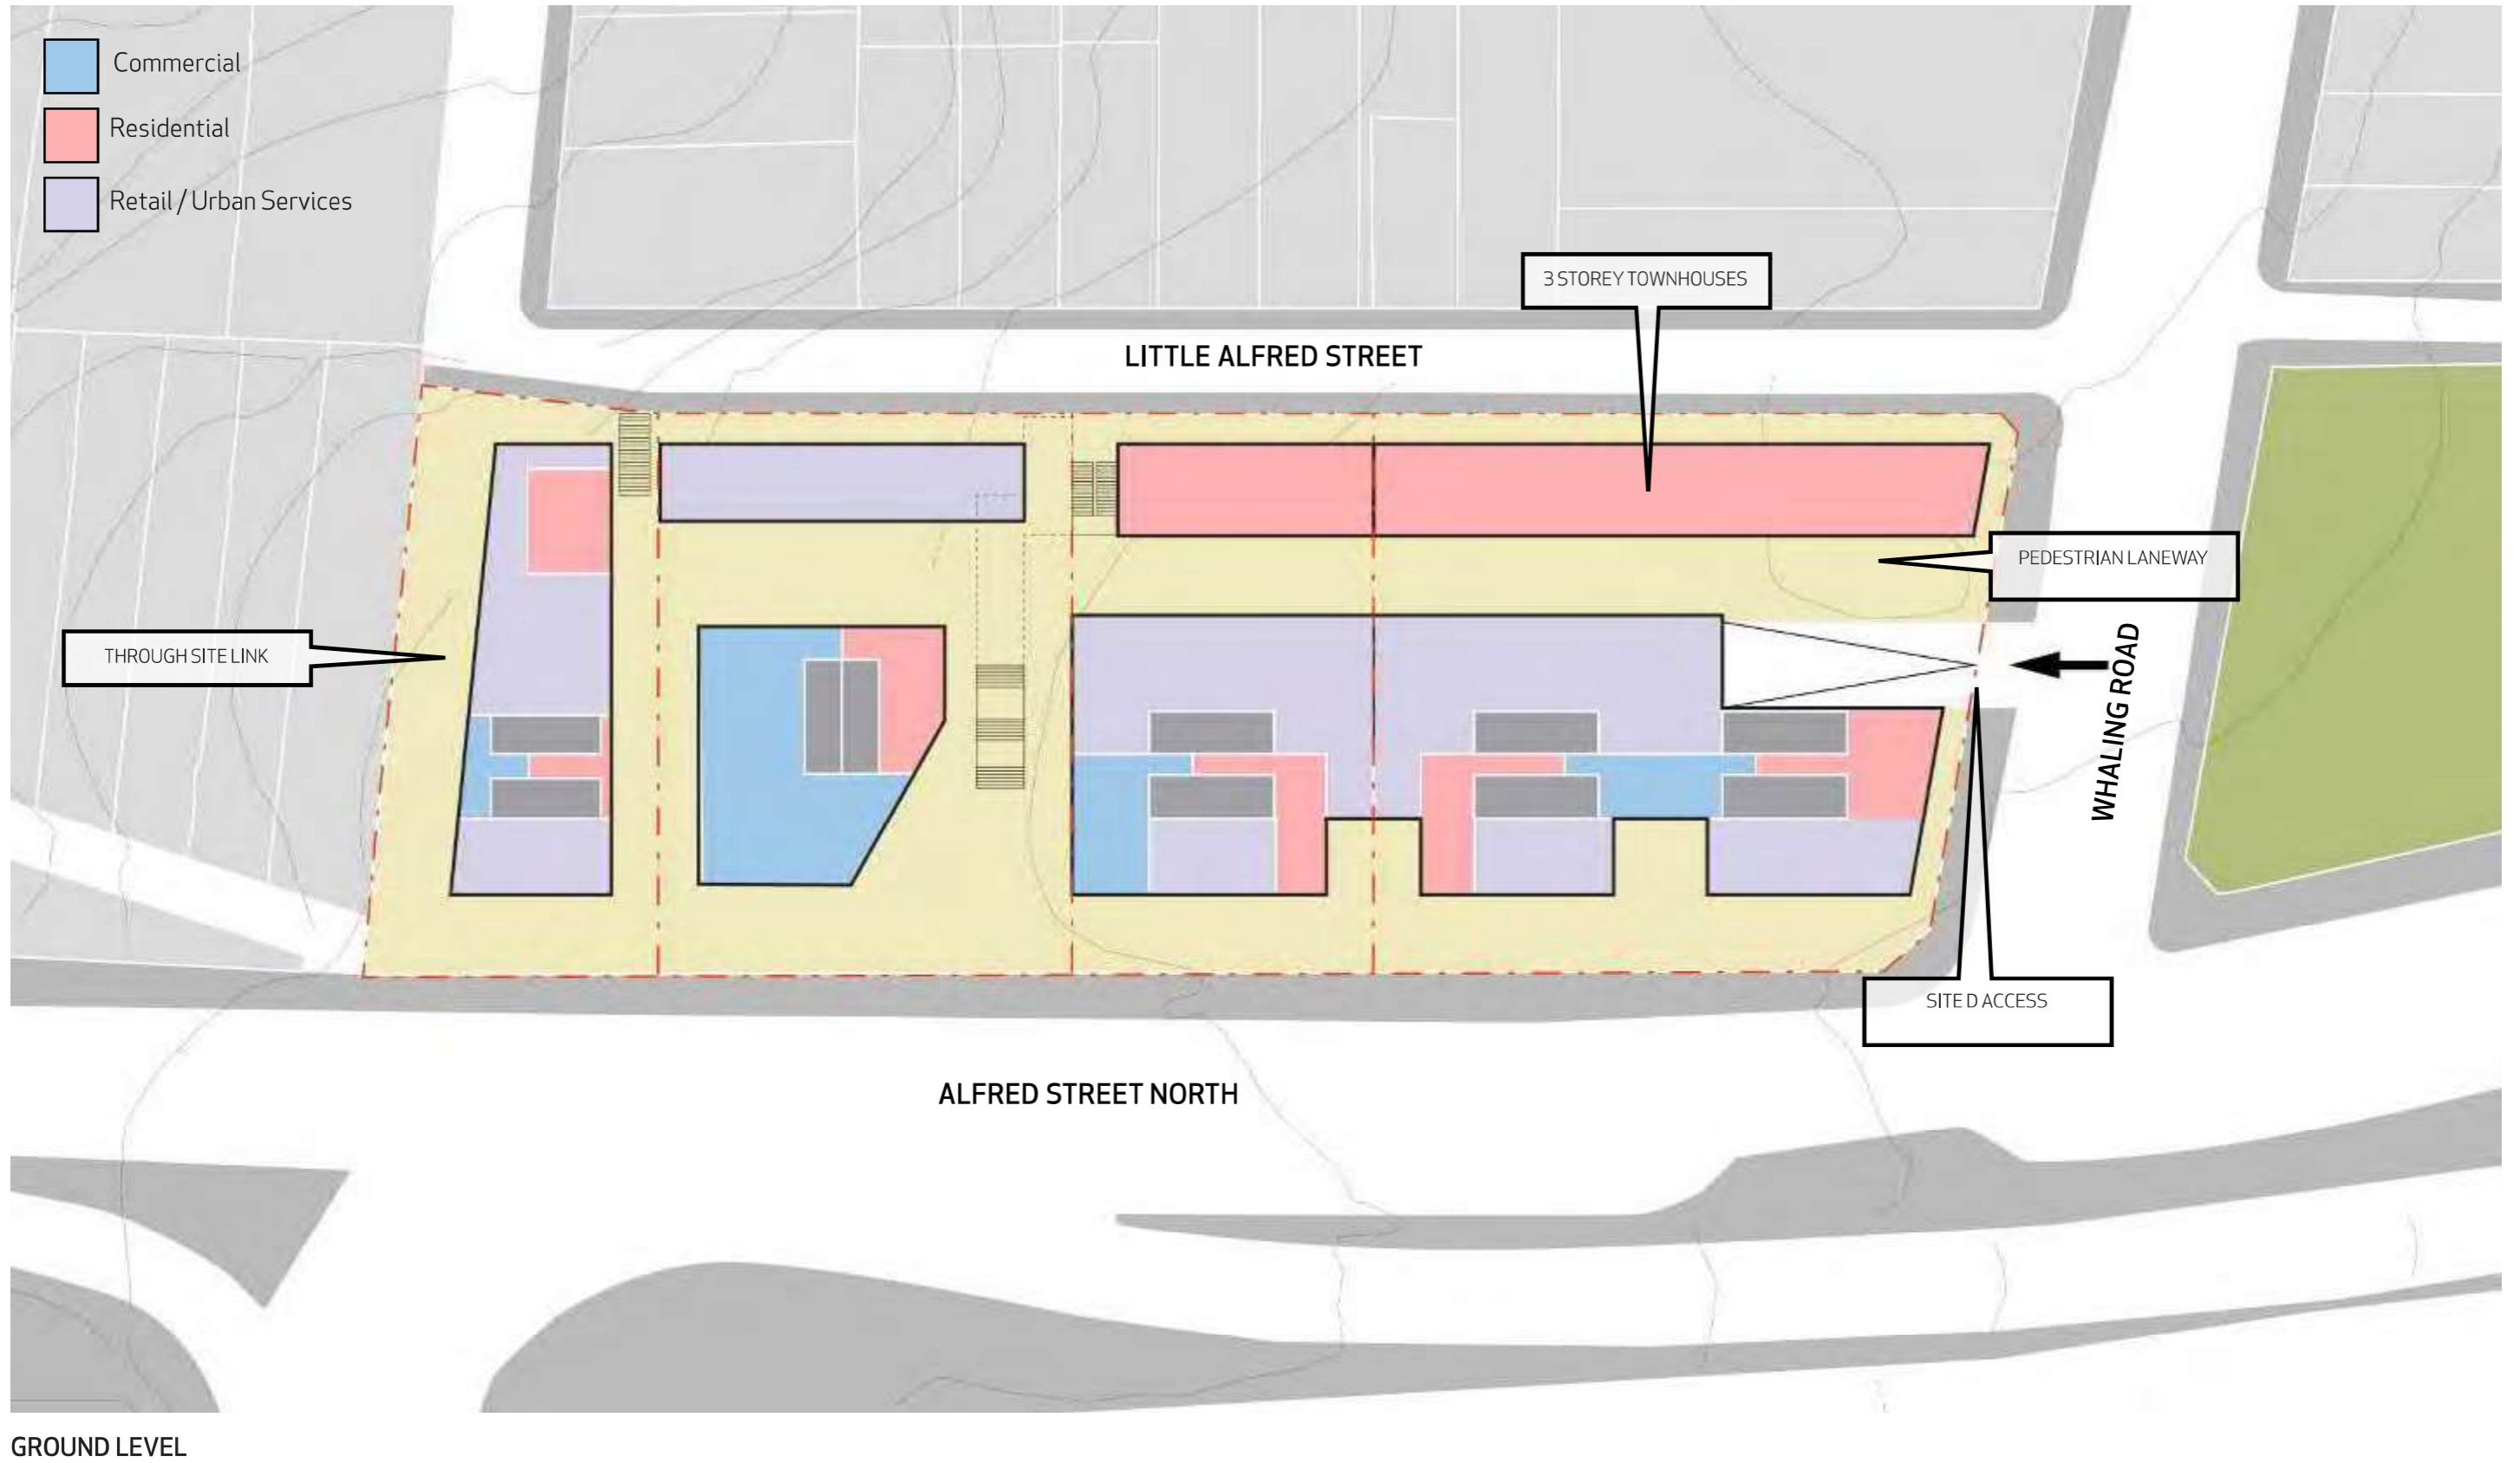 Commercial
Residential
Retail / Urban Services
3 STOREY TOWNHOUSES
LITTLE ALFRED STREET
PEDESTRIAN LANEWAY
THROUGH SITE LINK
WHALING ROAD
SITE D ACCESS
ALFRED STREET NORTH
GROUND LEVEL